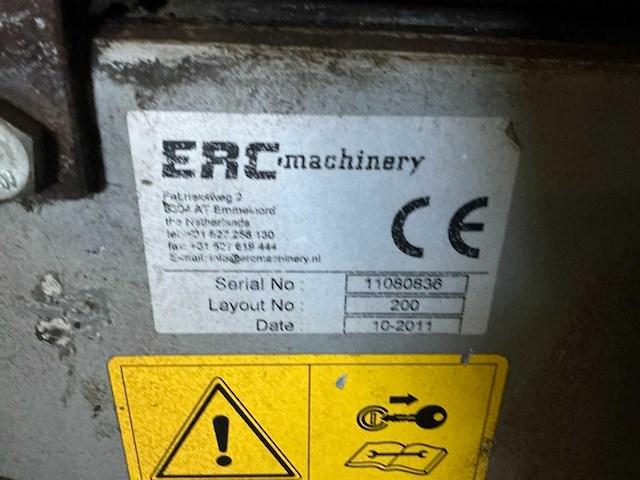 ERC machinery
Fabrieksweg 2
8304 AT Emmeloord
the Netherlands
tel: +31 527 258 130
fax: +31 527 619 444
E-mail: info@ercmachinery.nl
CE
Serial No : 11080836
Layout No : 200
Date : 10-2011